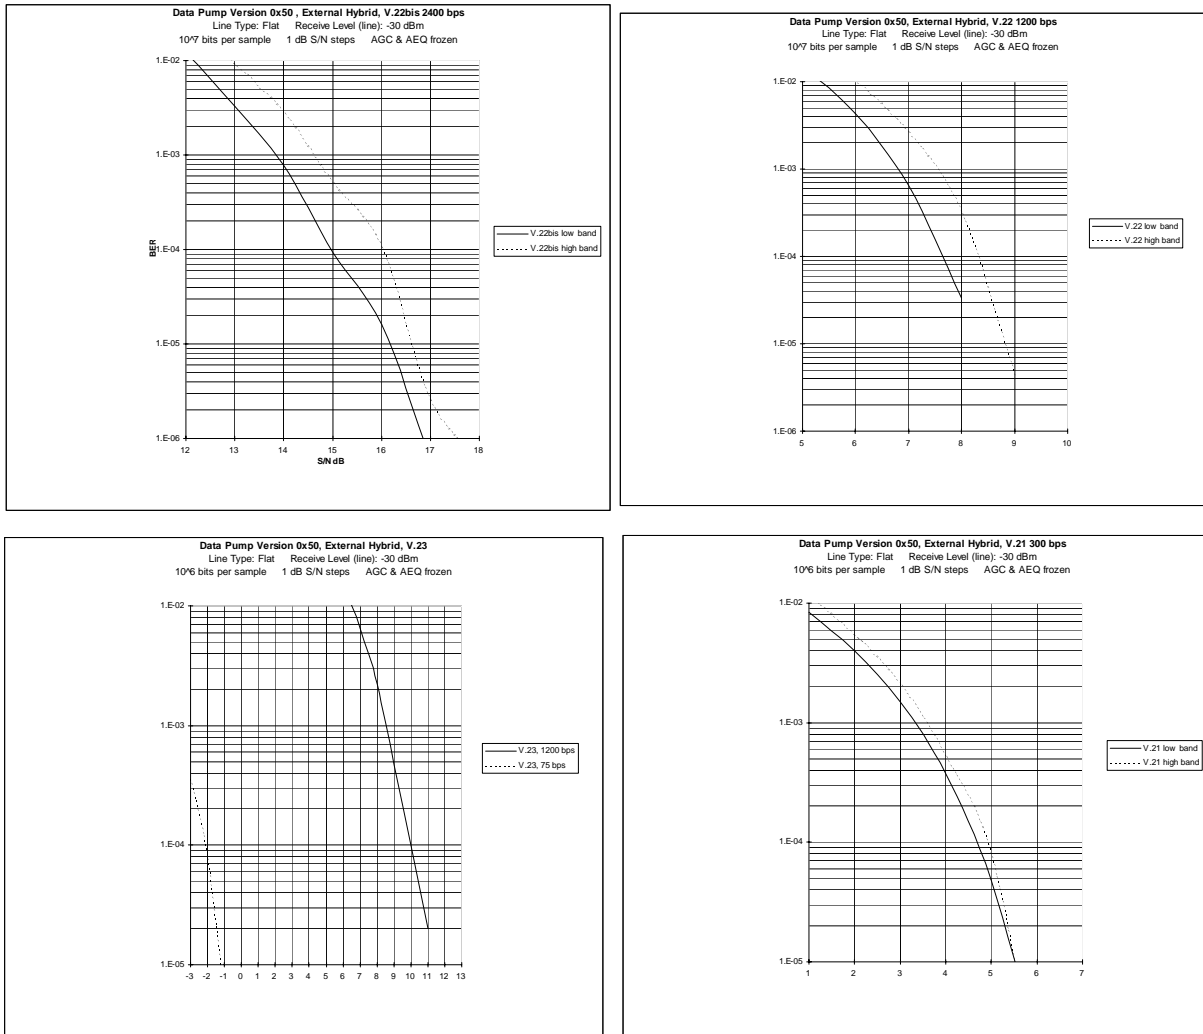 Data Pump Version 0x50 , External Hybrid, V.22bis 2400 bps
Line Type: Flat Receive Level (line): -30 dBm
10^7 bits per sample 1 dB S/N steps AGC & AEQ frozen
1.E-02
1.E-03
1.E-04
1.E-05
1.E-06
BER
12 13 14 15 16 17 18
S/N dB
V.22bis low band
V.22bis high band
Data Pump Version 0x50, External Hybrid, V.22 1200 bps
Line Type: Flat Receive Level (line): -30 dBm
10^7 bits per sample 1 dB S/N steps AGC & AEQ frozen
1.E-02
1.E-03
1.E-04
1.E-05
1.E-06
5 6 7 8 9 10
V.22 low band
V.22 high band
Data Pump Version 0x50, External Hybrid, V.23
Line Type: Flat Receive Level (line): -30 dBm
10^6 bits per sample 1 dB S/N steps AGC & AEQ frozen
1.E-02
1.E-03
1.E-04
1.E-05
-3 -2 -1 0 1 2 3 4 5 6 7 8 9 10 11 12 13
V.23, 1200 bps
V.23, 75 bps
Data Pump Version 0x50, External Hybrid, V.21 300 bps
Line Type: Flat Receive Level (line): -30 dBm
10^6 bits per sample 1 dB S/N steps AGC & AEQ frozen
1.E-02
1.E-03
1.E-04
1.E-05
1 2 3 4 5 6 7
V.21 low band
V.21 high band